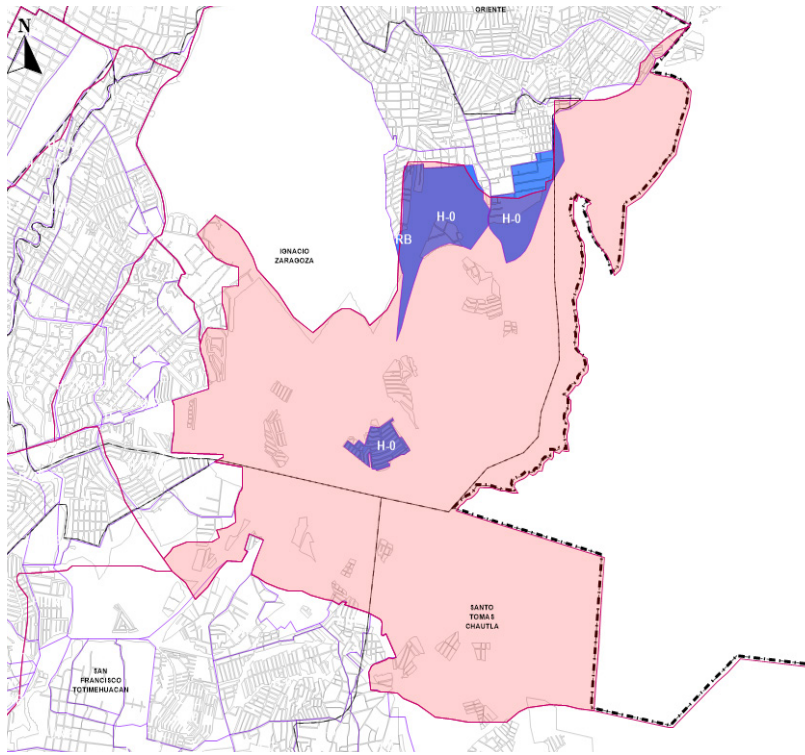 ORIENTE
N
H-0
H-0
RB
IGNACIO
ZARAGOZA
H-0
SANTO
TOMAS
CHAUTLA
SAN
FRANCISCO
TOTIMEHUACAN